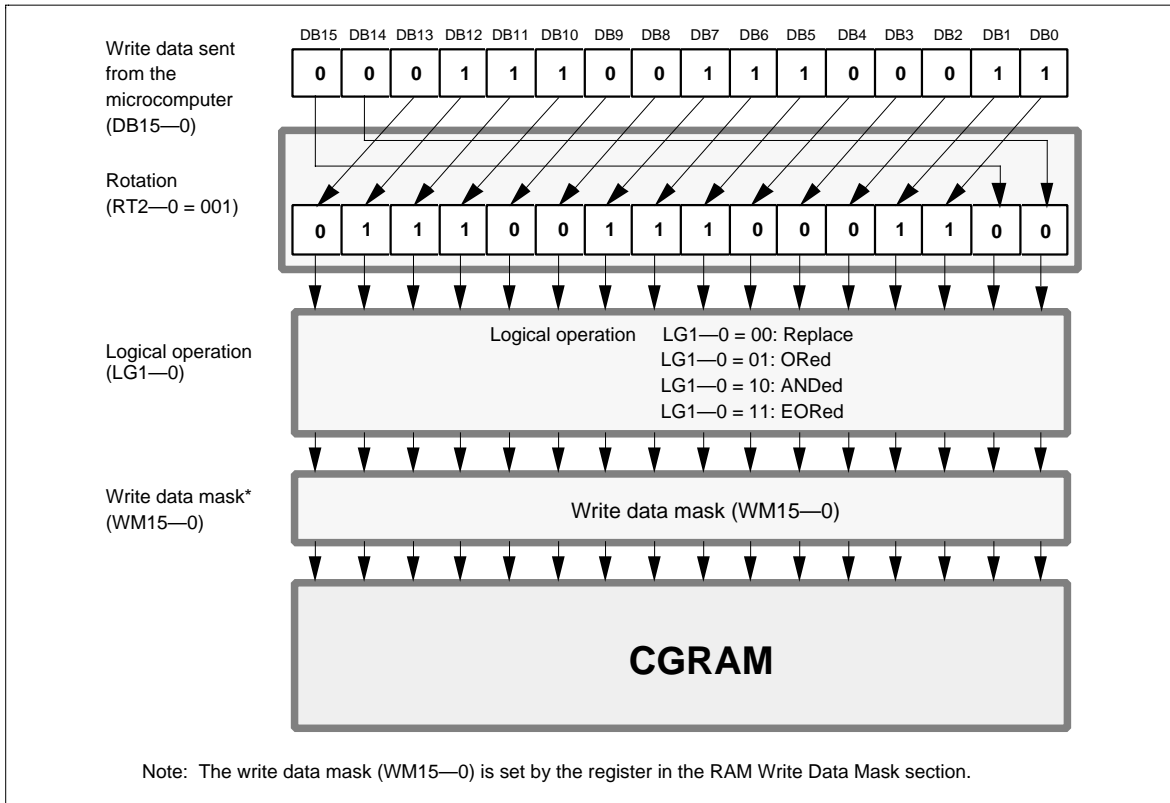 Write data sent
from the
microcomputer
(DB15—0)
DB15 DB14 DB13 DB12 DB11 DB10 DB9 DB8 DB7 DB6 DB5 DB4 DB3 DB2 DB1 DB0
0 0 0 1 1 1 0 0 1 1 1 0 0 0 1 1
Rotation
(RT2—0 = 001)
0 1 1 1 0 0 1 1 1 0 0 0 1 1 0 0
Logical operation
(LG1—0)
Logical operation LG1—0 = 00: Replace
LG1—0 = 01: ORed
LG1—0 = 10: ANDed
LG1—0 = 11: EORed
Write data mask*
(WM15—0)
Write data mask (WM15—0)
CGRAM
Note: The write data mask (WM15—0) is set by the register in the RAM Write Data Mask section.